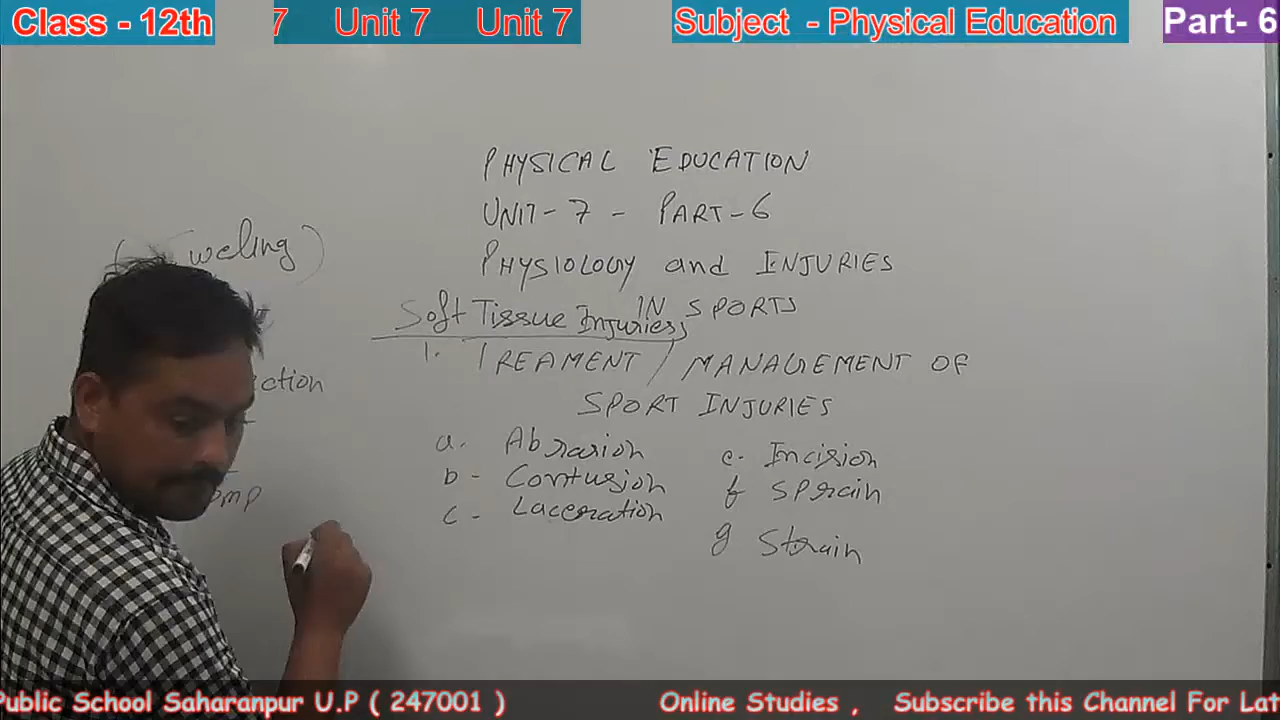 Class - 12th 7 Unit 7 Unit 7 Subject - Physical Education Part- 6
PHYSICAL EDUCATION
UNIT- 7 - PART-6
PHYSIOLOGY and INJURIES
IN SPORTS
Soft Tissue Injuries
1. TREAMENT / MANAGEMENT OF
SPORT INJURIES
a. Abrasion
b - Contusion
c - Laceration
e. Incision
f SPrain
g Strain
weling )
ection
omp
Public School Saharanpur U.P ( 247001 ) Online Studies , Subscribe this Channel For Lat